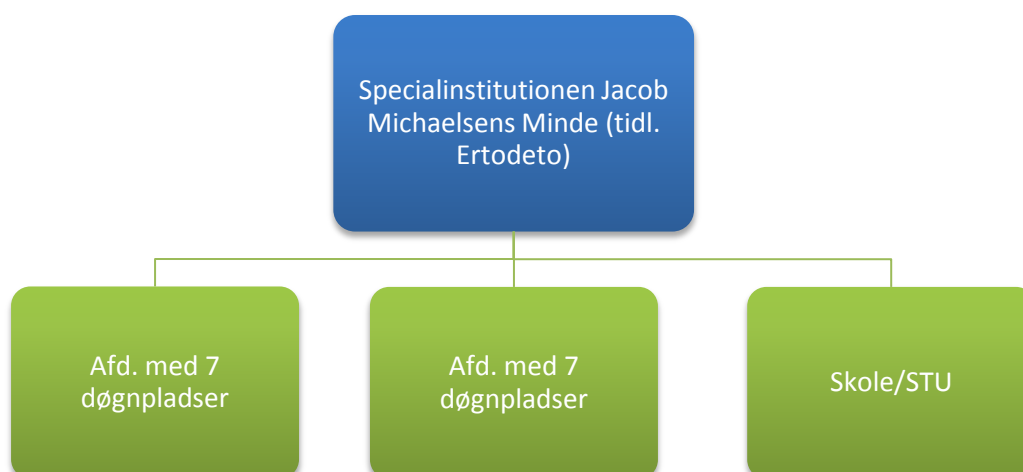 Specialinstitutionen Jacob
Michaelsens Minde (tidl.
Ertodeto)
Afd. med 7
døgnpladser
Afd. med 7
døgnpladser
Skole/STU